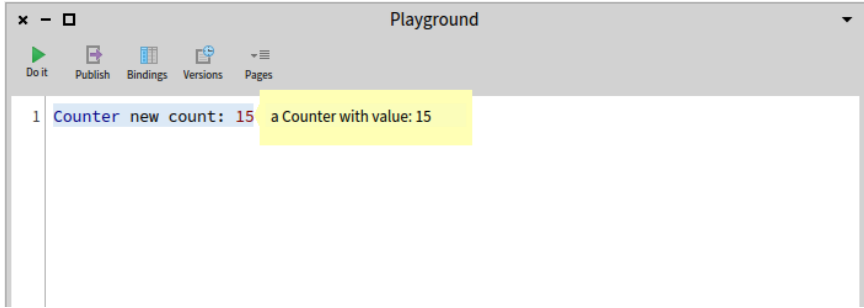 Playground
Do it Publish Bindings Versions Pages
1 Counter new count: 15 a Counter with value: 15